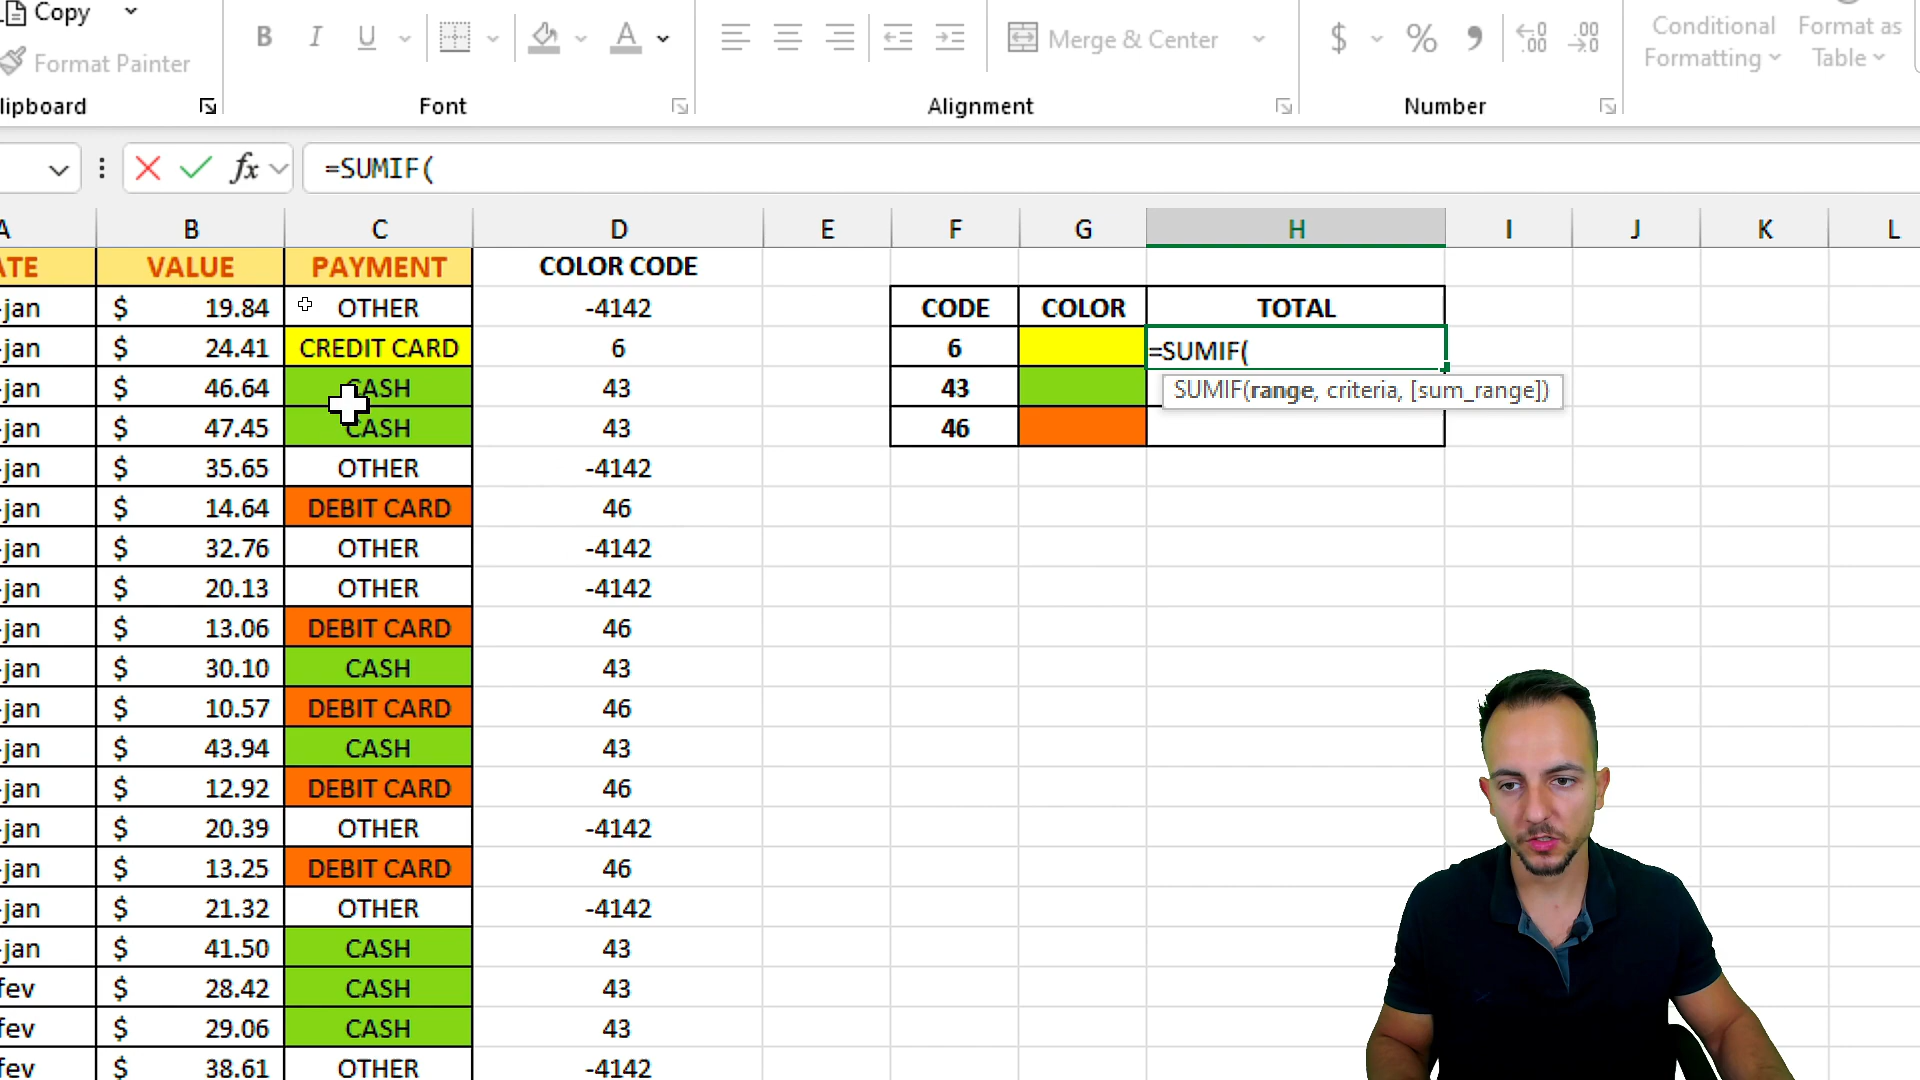 Copy
Format Painter
lipboard
B I U
A
Font
Merge & Center
Alignment
$ % 9 .00 .00
Number
Conditional Formatting
Format as Table
fx =SUMIF(
A B C D E F G H I J K L
ATE VALUE PAYMENT COLOR CODE
-jan $ 19.84 OTHER -4142 CODE COLOR TOTAL
-jan $ 24.41 CREDIT CARD 6 6 =SUMIF(
-jan $ 46.64 CASH 43 43 SUMIF(range, criteria, [sum_range])
-jan $ 47.45 CASH 43 46
-jan $ 35.65 OTHER -4142
-jan $ 14.64 DEBIT CARD 46
-jan $ 32.76 OTHER -4142
-jan $ 20.13 OTHER -4142
-jan $ 13.06 DEBIT CARD 46
-jan $ 30.10 CASH 43
-jan $ 10.57 DEBIT CARD 46
-jan $ 43.94 CASH 43
-jan $ 12.92 DEBIT CARD 46
-jan $ 20.39 OTHER -4142
-jan $ 13.25 DEBIT CARD 46
-jan $ 21.32 OTHER -4142
-jan $ 41.50 CASH 43
fev $ 28.42 CASH 43
fev $ 29.06 CASH 43
fev $ 38.61 OTHER -4142